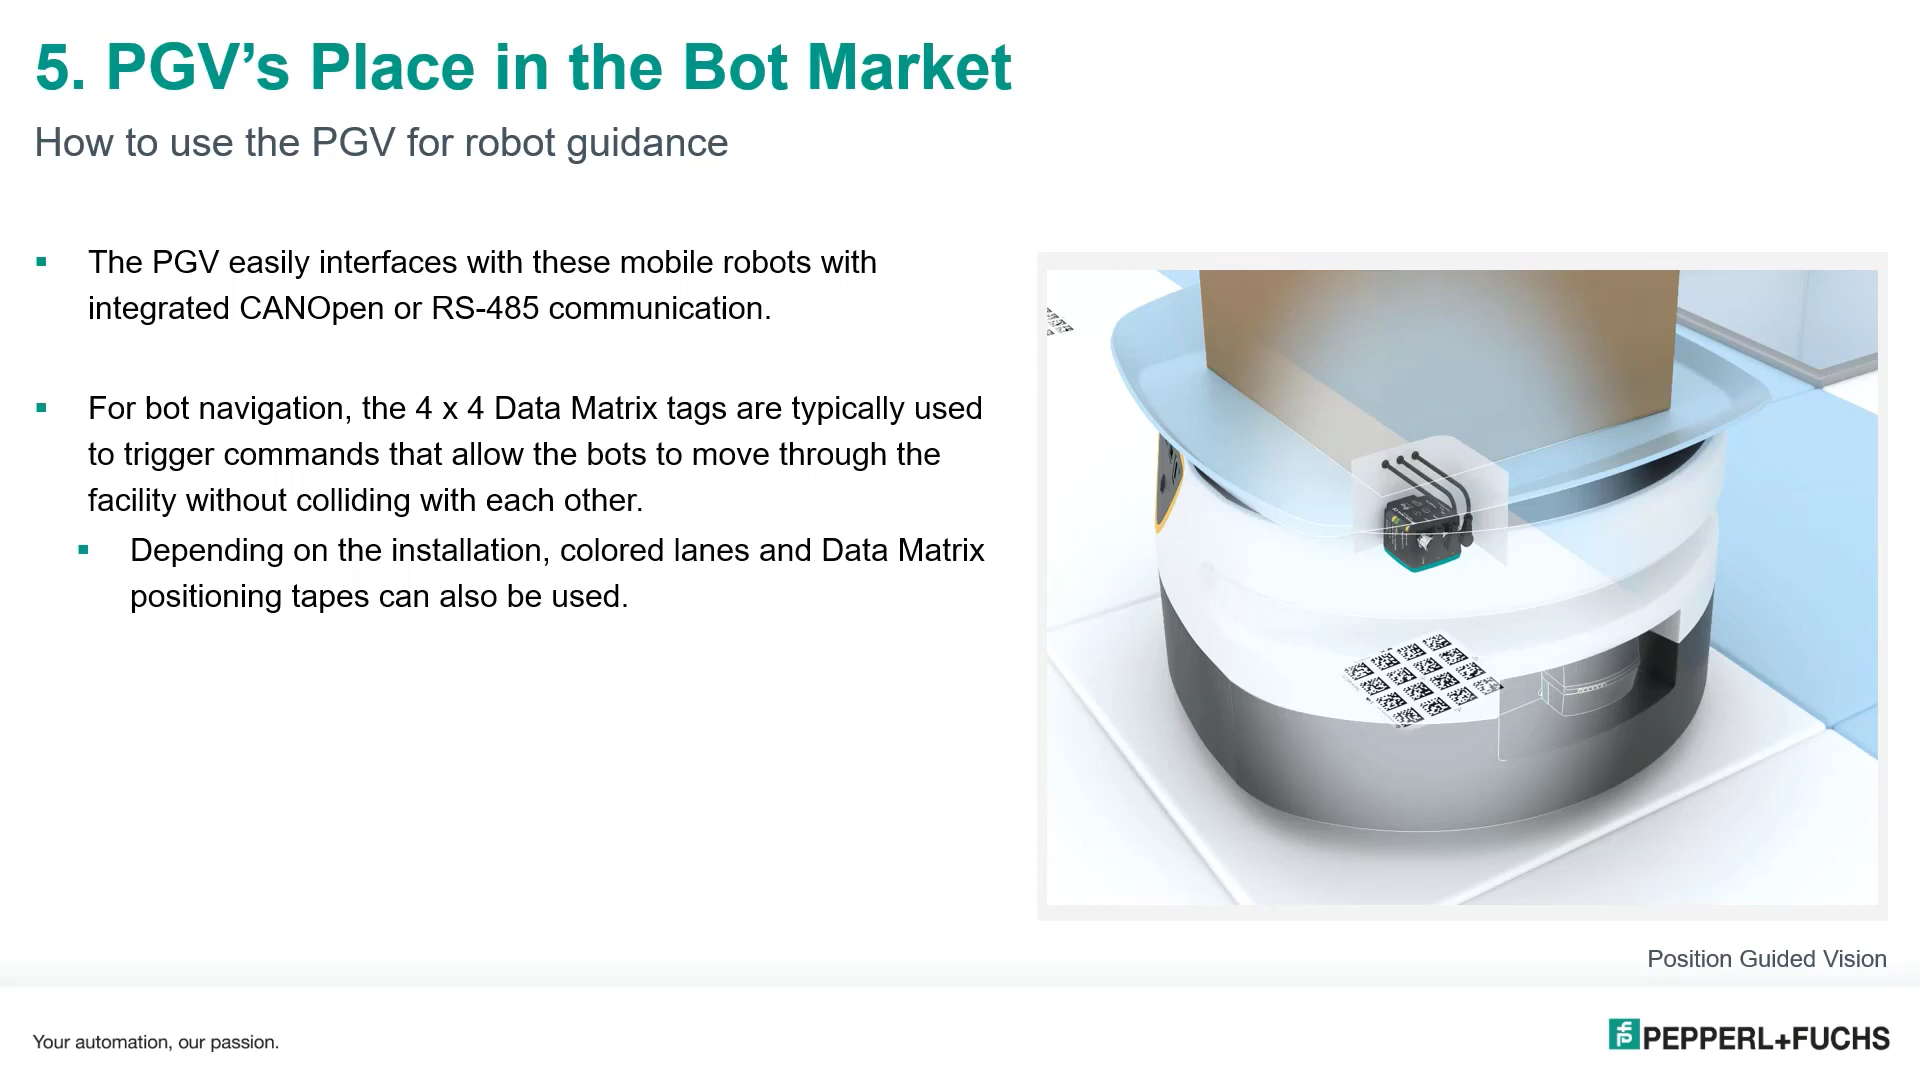 5. PGV’s Place in the Bot Market
How to use the PGV for robot guidance
▪ The PGV easily interfaces with these mobile robots with
integrated CANOpen or RS-485 communication.
▪ For bot navigation, the 4 x 4 Data Matrix tags are typically used
to trigger commands that allow the bots to move through the
facility without colliding with each other.
▪ Depending on the installation, colored lanes and Data Matrix
positioning tapes can also be used.
Position Guided Vision
Your automation, our passion.
PEPPERL+FUCHS